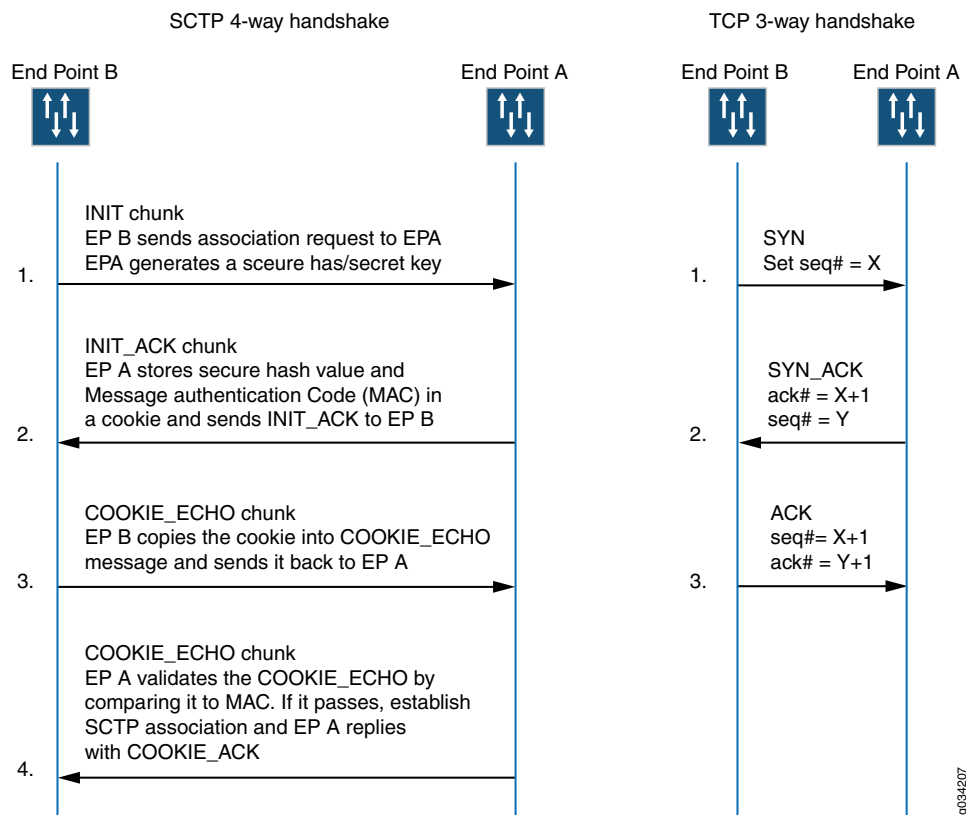 SCTP 4-way handshake
End Point B
End Point A
INIT chunk
EP B sends association request to EPA
EPA generates a sceure has/secret key
1.
INIT_ACK chunk
EP A stores secure hash value and
Message authentication Code (MAC) in
a cookie and sends INIT_ACK to EP B
2.
COOKIE_ECHO chunk
EP B copies the cookie into COOKIE_ECHO
message and sends it back to EP A
3.
COOKIE_ECHO chunk
EP A validates the COOKIE_ECHO by
comparing it to MAC. If it passes, establish
SCTP association and EP A replies
with COOKIE_ACK
4.
TCP 3-way handshake
End Point B
End Point A
SYN
Set seq# = X
1.
SYN_ACK
ack# = X+1
seq# = Y
2.
ACK
seq#= X+1
ack# = Y+1
3.
g034207